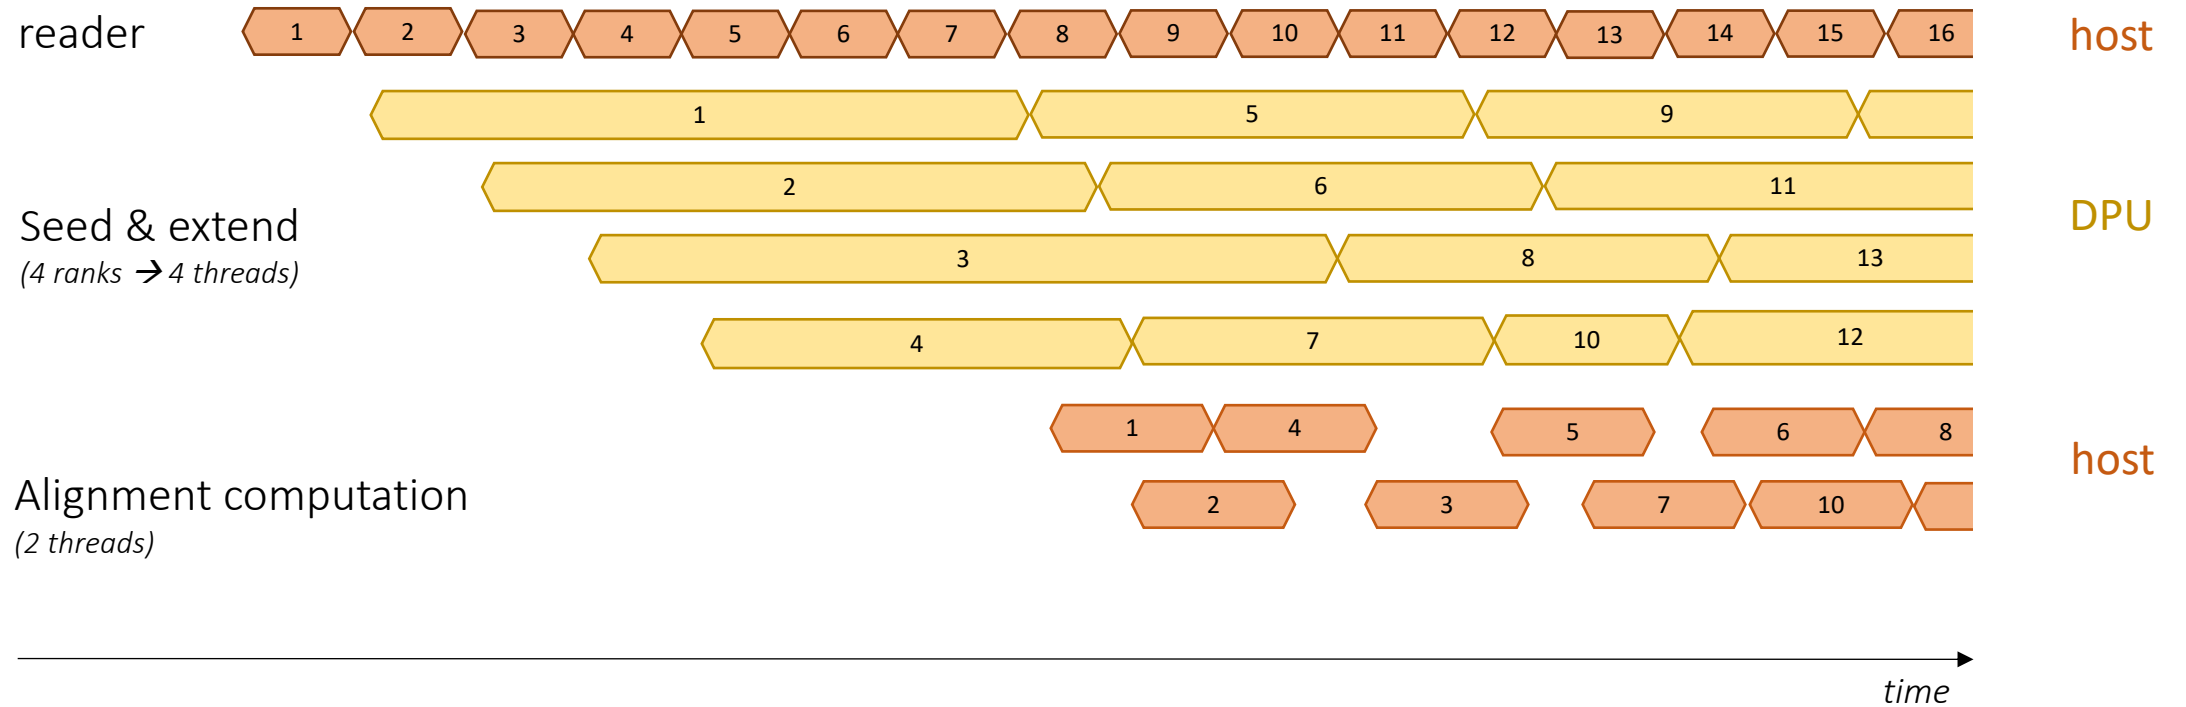 reader 1 2 3 4 5 6 7 8 9 10 11 12 13 14 15 16 host
1 5 9
2 6 11
Seed & extend DPU
(4 ranks → 4 threads)
3 8 13
4 7 10 12
1 4 5 6 8
host
Alignment computation 2 3 7 10
(2 threads)
time